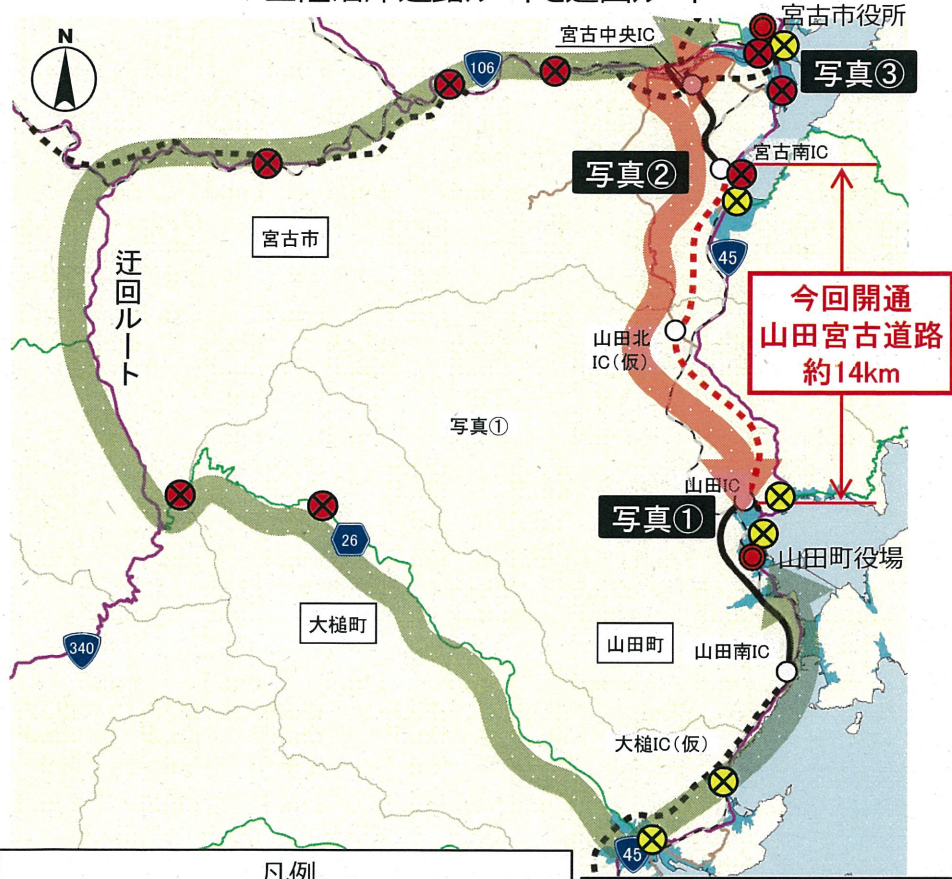 宮古市役所
宮古中央IC
N
106
写真③
宮古南IC
写真②
宮古市
45
迂回ルート
今回開通
山田宮古道路
約14km
山田北
IC(仮)
写真①
山田IC
写真①
26
山田町役場
大槌町
山田町
340
山田南IC
大槌IC(仮)
45
凡例